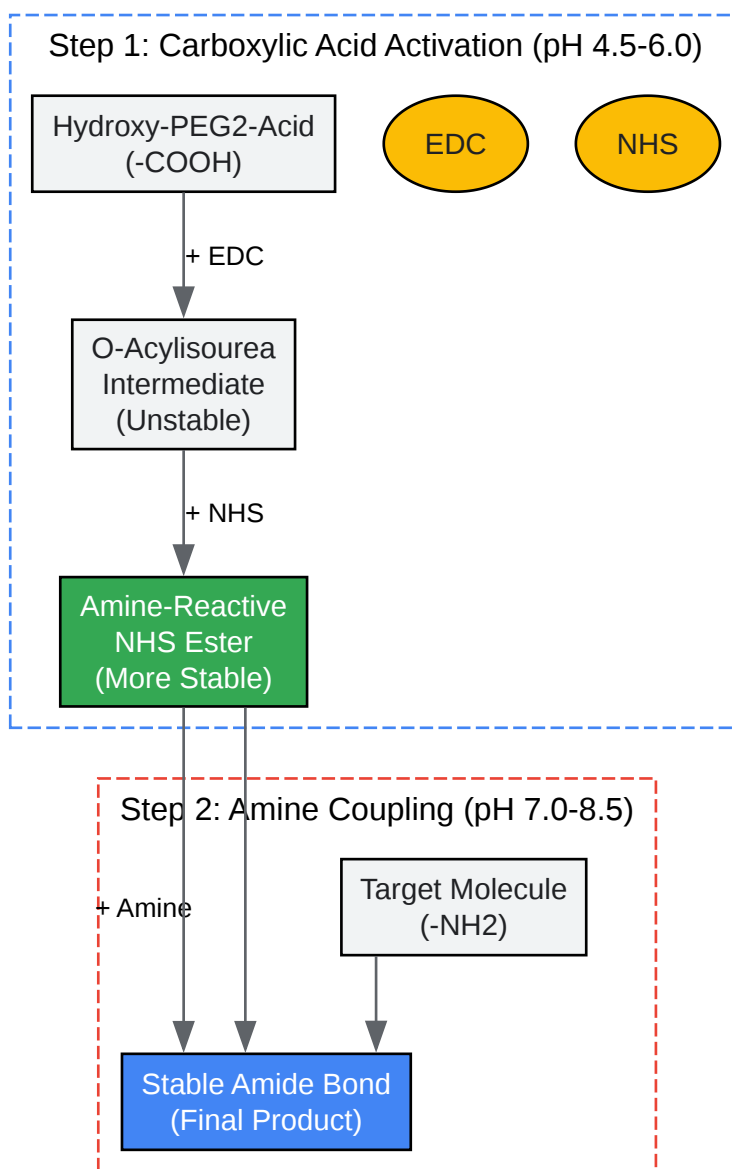 Step 1: Carboxylic Acid Activation (pH 4.5-6.0)
Hydroxy-PEG2-Acid
(-COOH)
EDC
NHS
+ EDC
O-Acylisourea
Intermediate
(Unstable)
+ NHS
Amine-Reactive
NHS Ester
(More Stable)
Step 2: Amine Coupling (pH 7.0-8.5)
Target Molecule
(-NH2)
+ Amine
Stable Amide Bond
(Final Product)